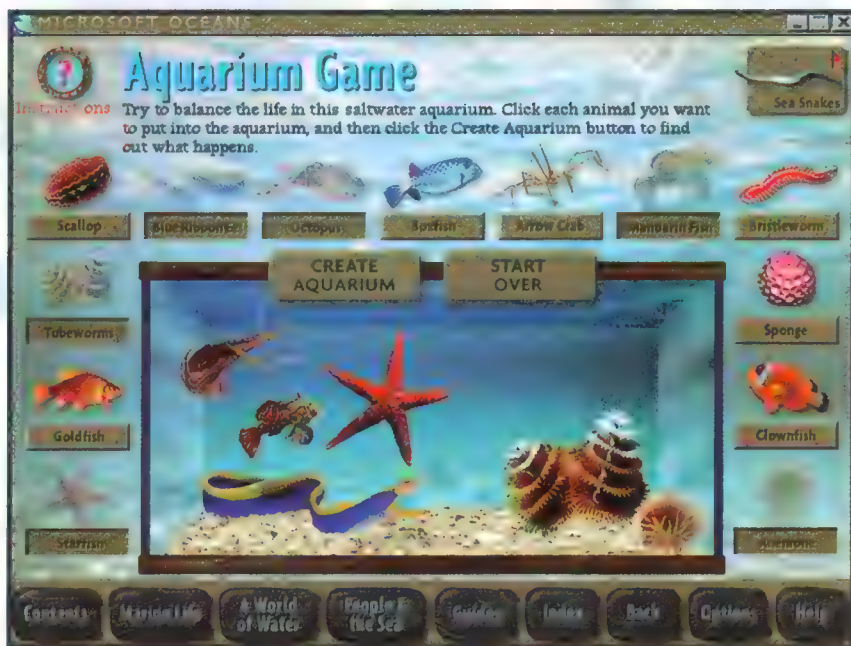 MICROSOFT OCEANS
Aquarium Game
Instructions
Try to balance the life in this saltwater aquarium. Click each animal you want
to put into the aquarium, and then click the Create Aquarium button to find
out what happens.
Sea Snakes
Scallop
Blue Ribbon Eel
Octopus
Boxfish
Arrow Crab
Mandarin Fish
Bristleworm
CREATE
AQUARIUM
START
OVER
Tubeworms
Sponge
Goldfish
Clownfish
Starfish
Anemone
Contents
Marine Life
A World
of Water
People &
the Sea
Guides
Index
Back
Options
Help